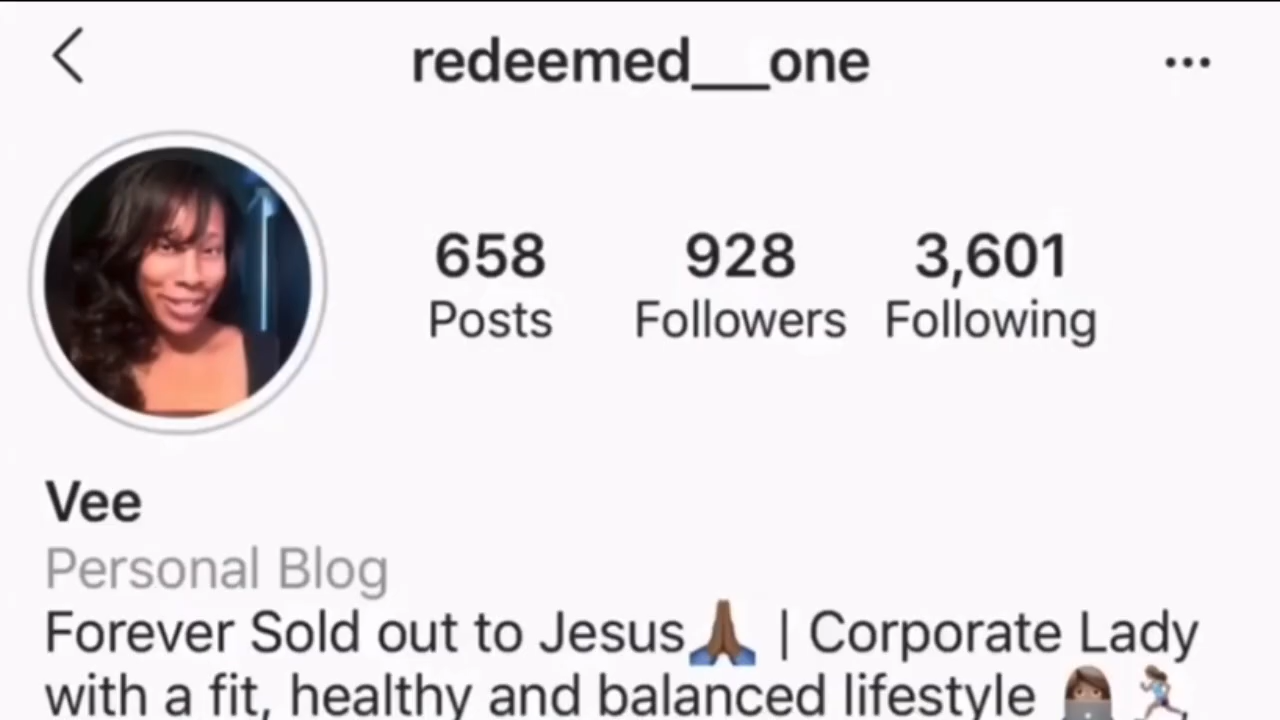 redeemed___one
658 928 3,601
Posts Followers Following
Vee
Personal Blog
Forever Sold out to Jesus🙏🏾 | Corporate Lady
with a fit, healthy and balanced lifestyle 👩🏽‍💻 🏃🏽‍♀️